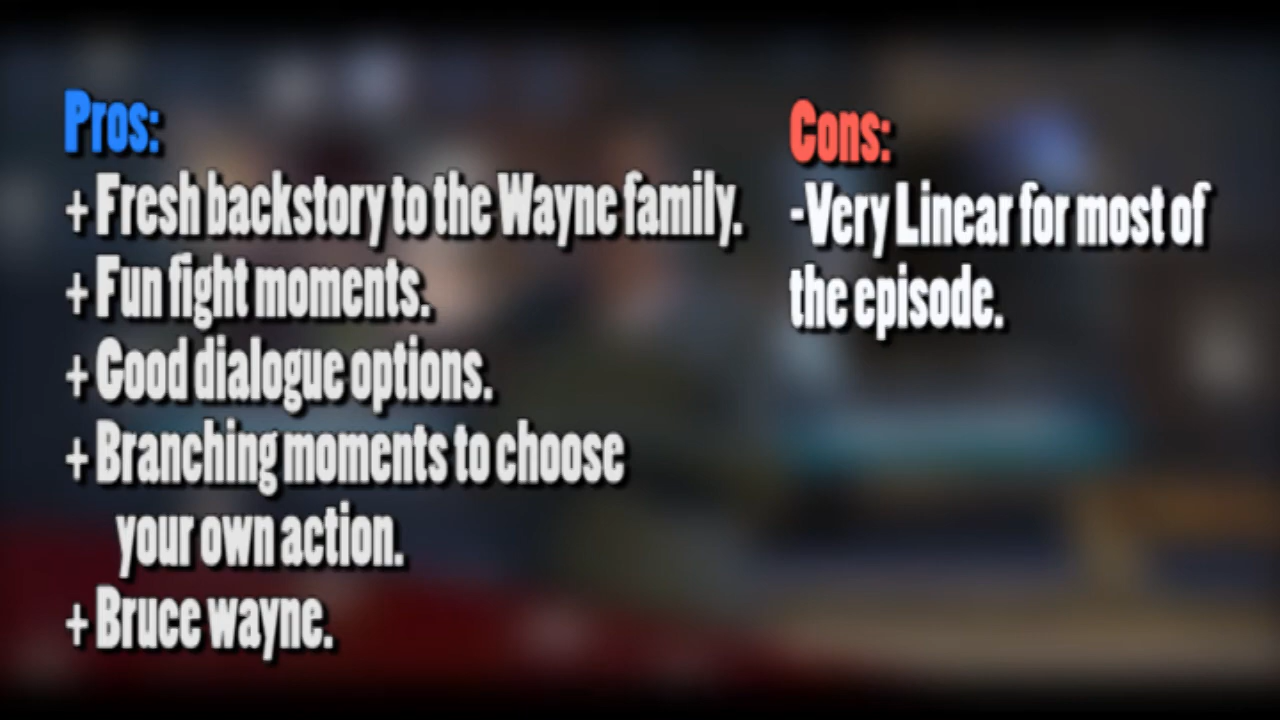 Pros:
+ Fresh backstory to the Wayne family.
+ Fun fight moments.
+ Good dialogue options.
+ Branching moments to choose
your own action.
+ Bruce wayne.
Cons:
-Very Linear for most of
the episode.